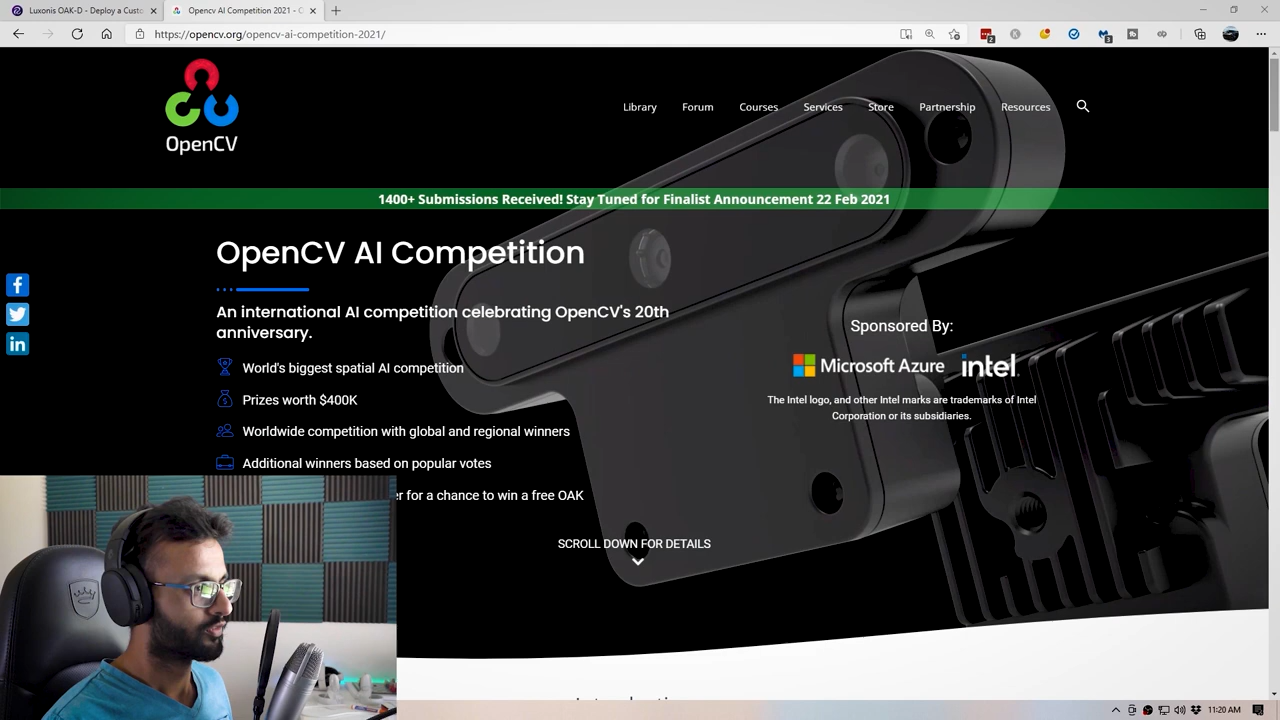 Luxonis OAK-D - Deploy a Custo
Opencv AI Competition 2021 - O
https://opencv.org/opencv-ai-competition-2021/
2
3
OpenCV
Library Forum Courses Services Store Partnership Resources
1400+ Submissions Received! Stay Tuned for Finalist Announcement 22 Feb 2021
OpenCV AI Competition
An international AI competition celebrating OpenCV's 20th
anniversary.
World's biggest spatial AI competition
Prizes worth $400K
Worldwide competition with global and regional winners
Additional winners based on popular votes
er for a chance to win a free OAK
Sponsored By:
Microsoft Azure intel
The Intel logo, and other Intel marks are trademarks of Intel
Corporation or its subsidiaries.
SCROLL DOWN FOR DETAILS
11:20 AM